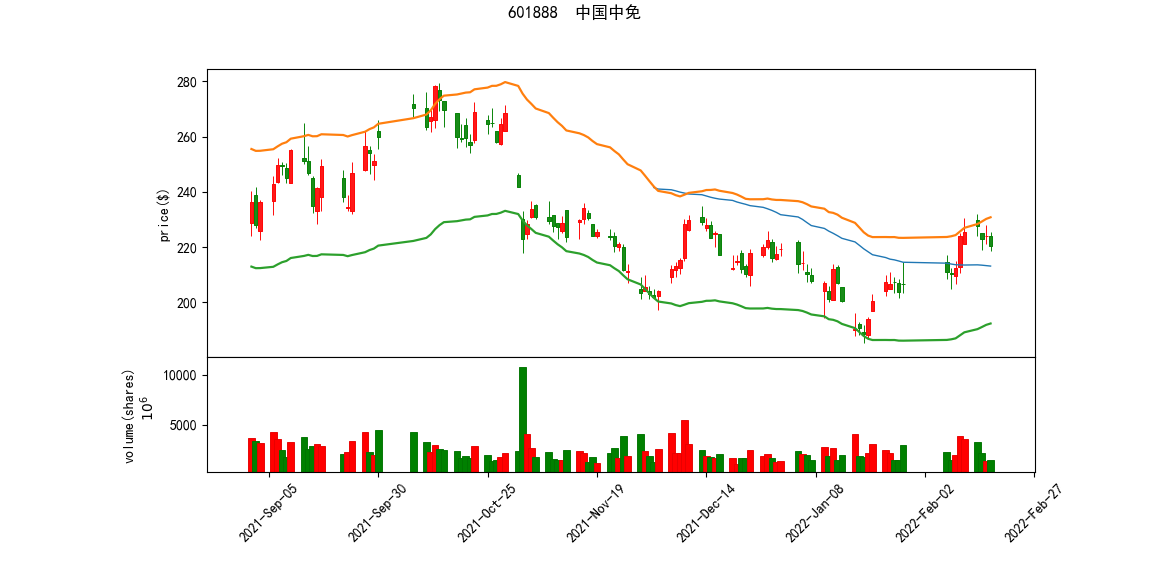 601888 中国中免
280
260
240
220
200
price($)
10000
5000
volume(shares)
10^6
2021-Sep-05
2021-Sep-30
2021-Oct-25
2021-Nov-19
2021-Dec-14
2022-Jan-08
2022-Feb-02
2022-Feb-27